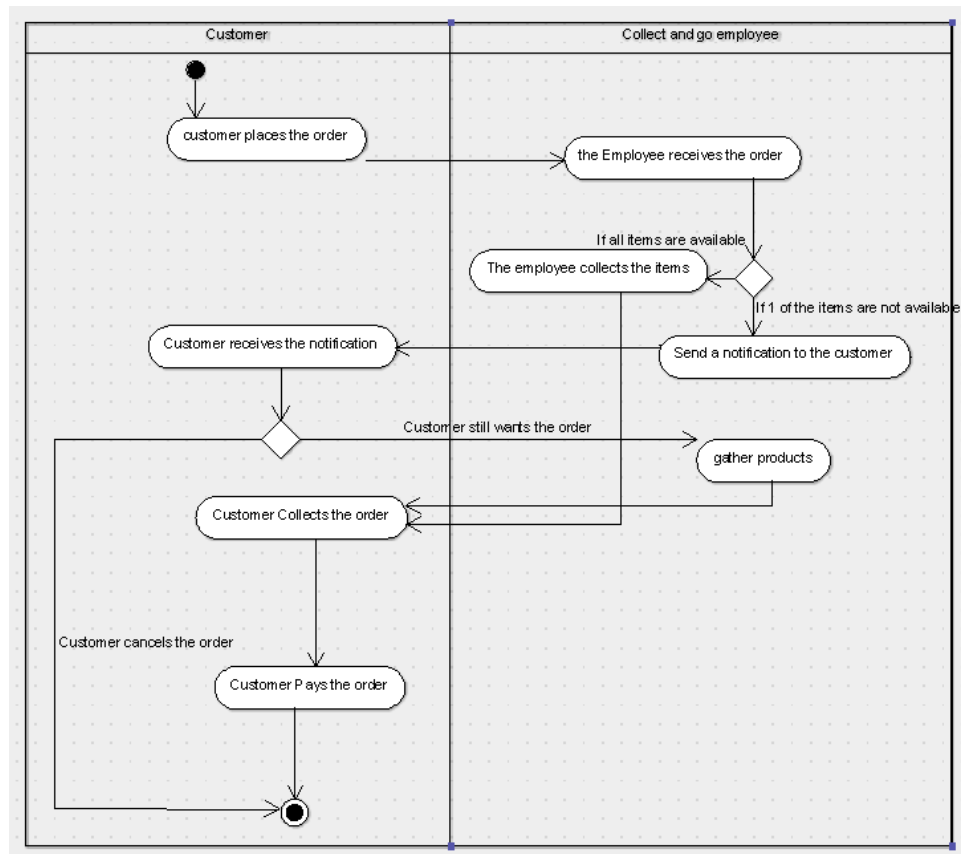 Customer
Collect and go employee
customer places the order
the Employee receives the order
If all items are available
The employee collects the items
If 1 of the items are not available
Customer receives the notification
Send a notification to the customer
Customer still wants the order
gather products
Customer Collects the order
Customer cancels the order
Customer Pays the order